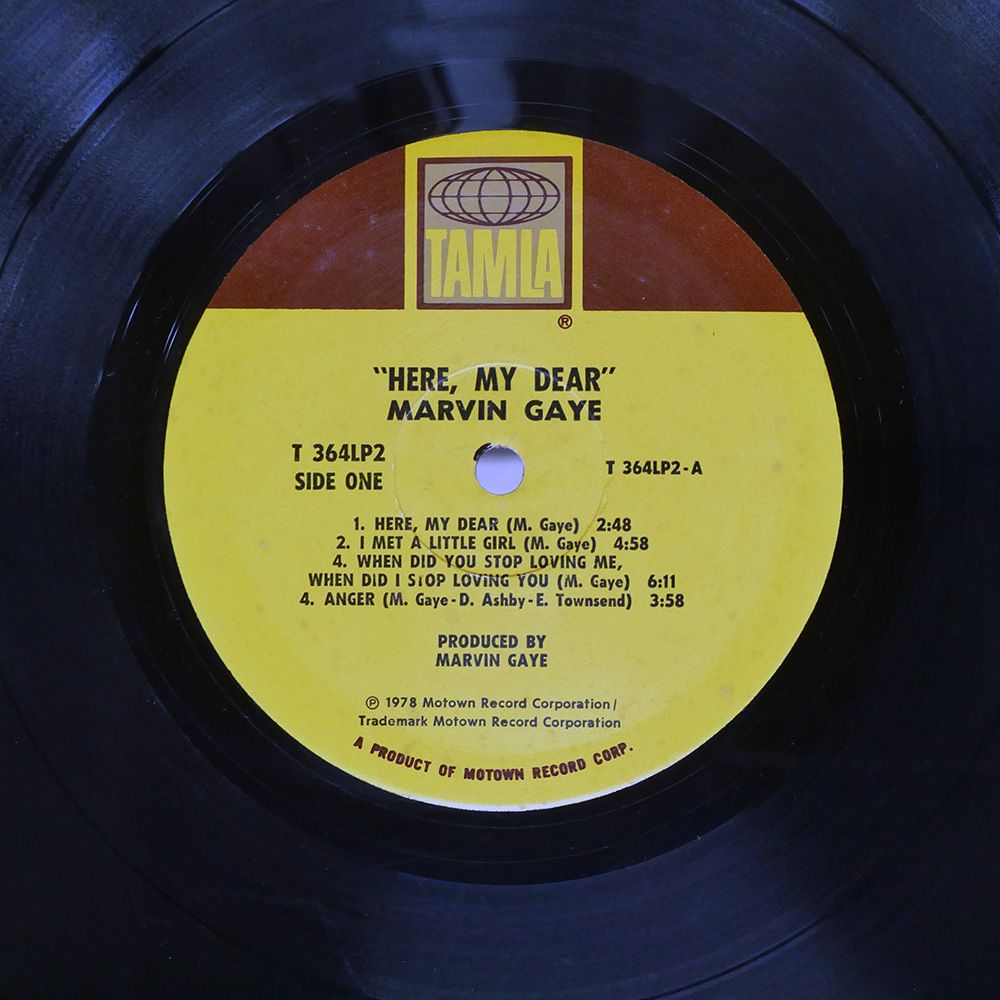 TAMLA
®
"HERE, MY DEAR"
MARVIN GAYE
T 364LP2
SIDE ONE
T 364LP2-A
1. HERE, MY DEAR (M. Gaye) 2:48
2. I MET A LITTLE GIRL (M. Gaye) 4:58
4. WHEN DID YOU STOP LOVING ME,
WHEN DID I STOP LOVING YOU (M. Gaye) 6:11
4. ANGER (M. Gaye-D. Ashby-E. Townsend) 3:58
PRODUCED BY
MARVIN GAYE
℗ 1978 Motown Record Corporation/
Trademark Motown Record Corporation
A PRODUCT OF MOTOWN RECORD CORP.